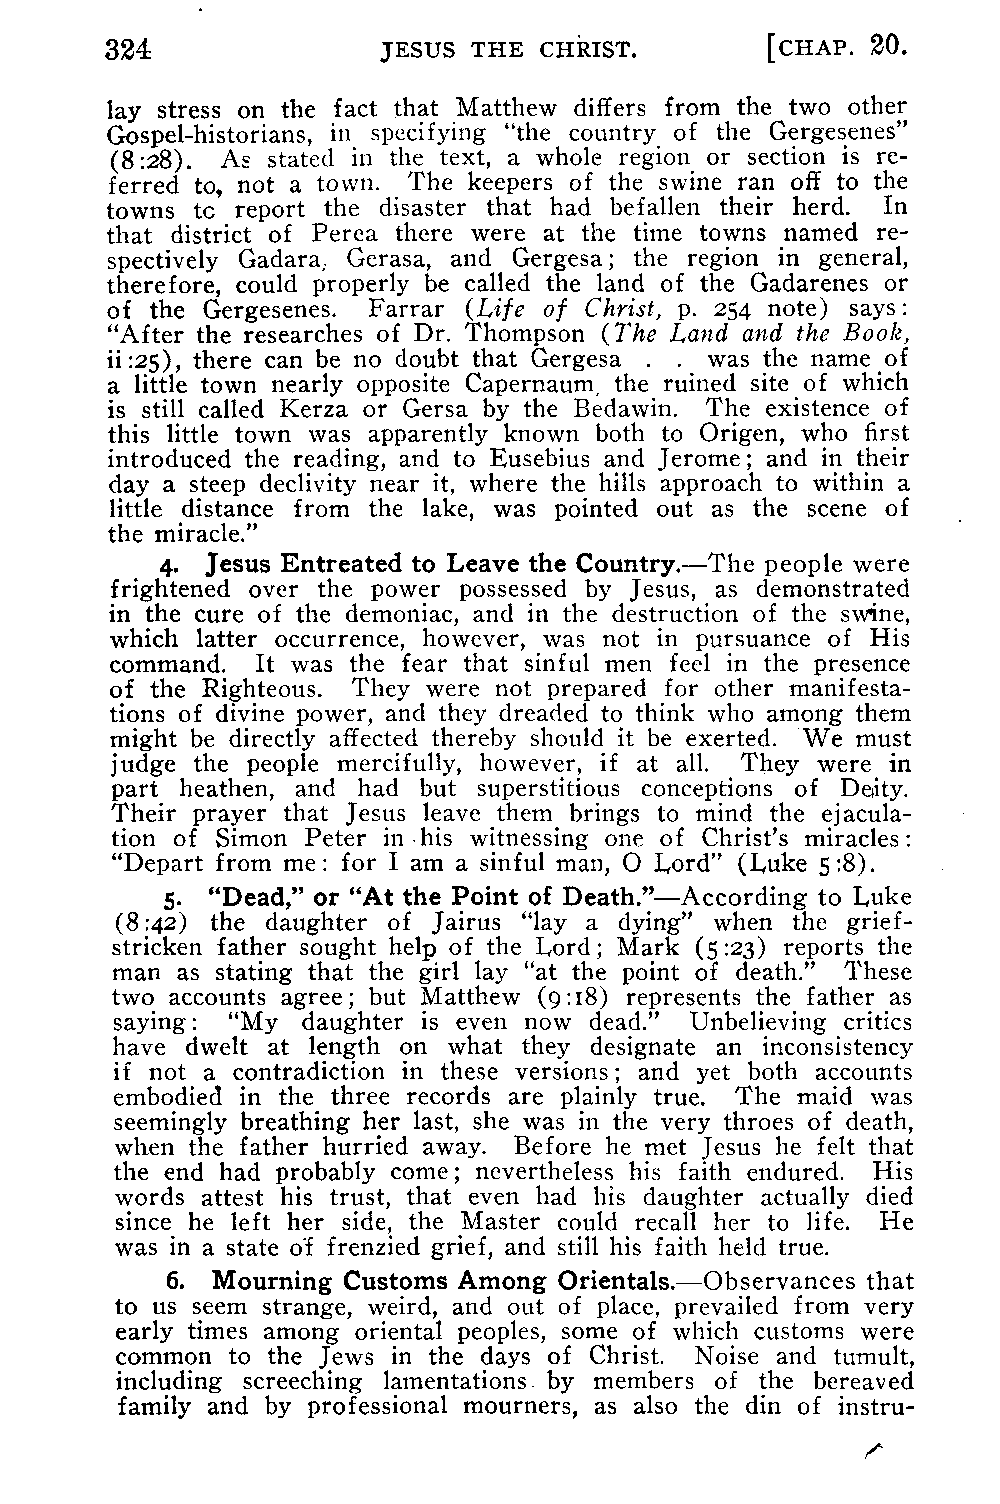 324 JESUS THE CHRIST. [CHAP. 20.
lay stress on the fact that Matthew differs from the two other
Gospel-historians, in specifying “the country of the Gergesenes”
(8:28). As stated in the text, a whole region or section is re-
ferred to, not a town. The keepers of the swine ran off to the
towns tc report the disaster that had befallen their herd. In
that district of Perea there were at the time towns named re-
spectively Gadara, Gerasa, and Gergesa; the region in general,
therefore, could properly be called the land of the Gadarenes or
of the Gergesenes. Farrar (Life of Christ, p. 254 note) says:
“After the researches of Dr. Thompson (The Land and the Book,
ii:25), there can be no doubt that Gergesa . . was the name of
a little town nearly opposite Capernaum, the ruined site of which
is still called Kerza or Gersa by the Bedawin. The existence of
this little town was apparently known both to Origen, who first
introduced the reading, and to Eusebius and Jerome; and in their
day a steep declivity near it, where the hills approach to within a
little distance from the lake, was pointed out as the scene of
the miracle.”
4. Jesus Entreated to Leave the Country.—The people were
frightened over the power possessed by Jesus, as demonstrated
in the cure of the demoniac, and in the destruction of the swine,
which latter occurrence, however, was not in pursuance of His
command. It was the fear that sinful men feel in the presence
of the Righteous. They were not prepared for other manifesta-
tions of divine power, and they dreaded to think who among them
might be directly affected thereby should it be exerted. We must
judge the people mercifully, however, if at all. They were in
part heathen, and had but superstitious conceptions of Deity.
Their prayer that Jesus leave them brings to mind the ejacula-
tion of Simon Peter in his witnessing one of Christ’s miracles:
“Depart from me: for I am a sinful man, O Lord” (Luke 5:8).
5. “Dead,” or “At the Point of Death.”—According to Luke
(8:42) the daughter of Jairus “lay a dying” when the grief-
stricken father sought help of the Lord; Mark (5:23) reports the
man as stating that the girl lay “at the point of death.” These
two accounts agree; but Matthew (9:18) represents the father as
saying: “My daughter is even now dead.” Unbelieving critics
have dwelt at length on what they designate an inconsistency
if not a contradiction in these versions; and yet both accounts
embodied in the three records are plainly true. The maid was
seemingly breathing her last, she was in the very throes of death,
when the father hurried away. Before he met Jesus he felt that
the end had probably come; nevertheless his faith endured. His
words attest his trust, that even had his daughter actually died
since he left her side, the Master could recall her to life. He
was in a state of frenzied grief, and still his faith held true.
6. Mourning Customs Among Orientals.—Observances that
to us seem strange, weird, and out of place, prevailed from very
early times among oriental peoples, some of which customs were
common to the Jews in the days of Christ. Noise and tumult,
including screeching lamentations by members of the bereaved
family and by professional mourners, as also the din of instru-